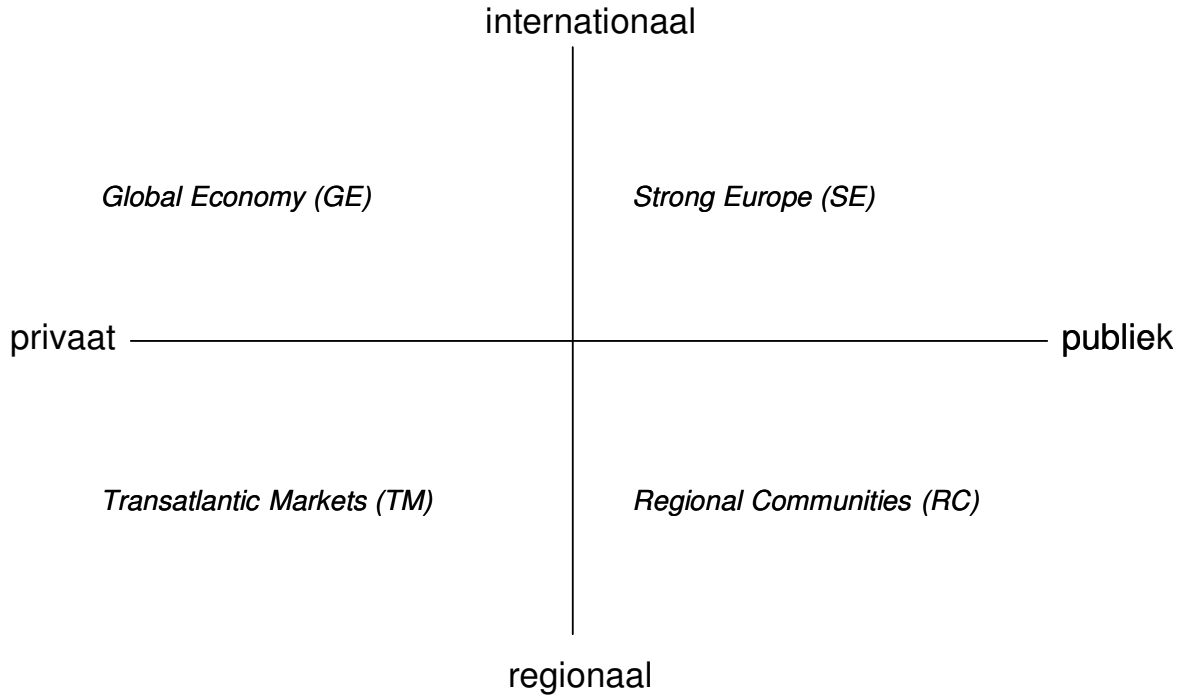 internationaal
Global Economy (GE)
Strong Europe (SE)
privaat
publiek
Transatlantic Markets (TM)
Regional Communities (RC)
regionaal